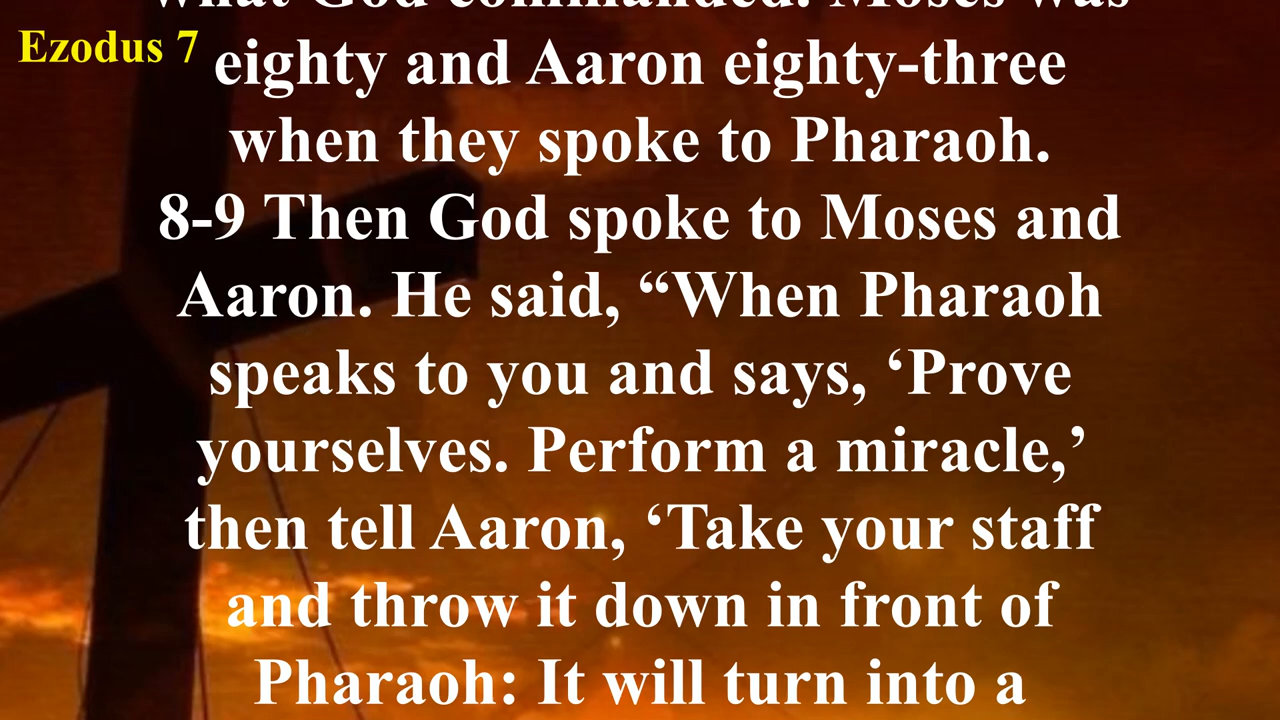 what God commanded. Moses was
Ezodus 7
eighty and Aaron eighty-three
when they spoke to Pharaoh.
8-9 Then God spoke to Moses and
Aaron. He said, “When Pharaoh
speaks to you and says, ‘Prove
yourselves. Perform a miracle,’
then tell Aaron, ‘Take your staff
and throw it down in front of
Pharaoh: It will turn into a